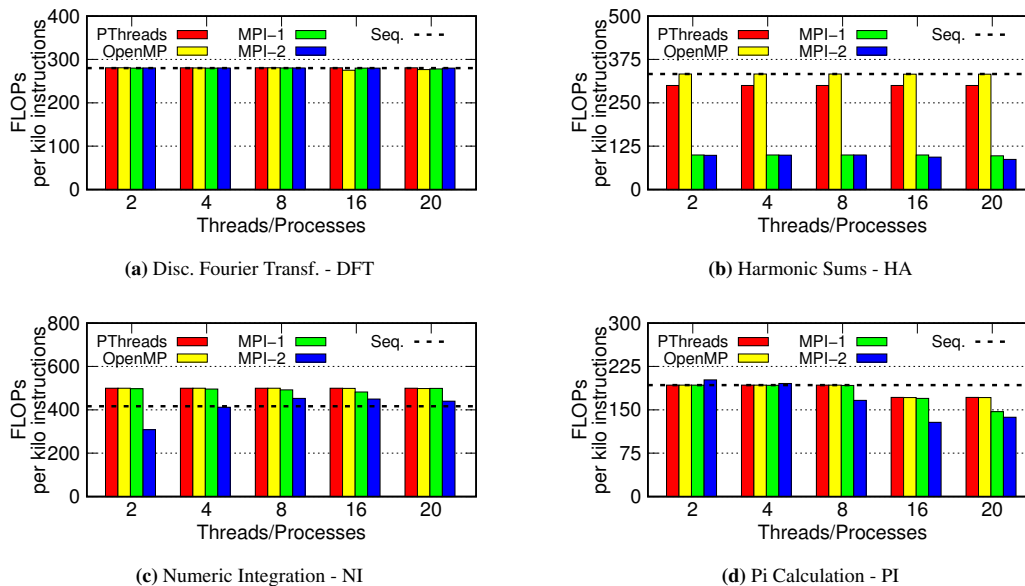 FLOPs
per kilo instructions
400
300
200
100
0
PThreads
OpenMP
MPI-1
MPI-2
Seq.
2 4 8 16 20
Threads/Processes
(a) Disc. Fourier Transf. - DFT
FLOPs
per kilo instructions
500
375
250
125
0
PThreads
OpenMP
MPI-1
MPI-2
Seq.
2 4 8 16 20
Threads/Processes
(b) Harmonic Sums - HA
FLOPs
per kilo instructions
800
600
400
200
0
PThreads
OpenMP
MPI-1
MPI-2
Seq.
2 4 8 16 20
Threads/Processes
(c) Numeric Integration - NI
FLOPs
per kilo instructions
300
225
150
75
0
PThreads
OpenMP
MPI-1
MPI-2
Seq.
2 4 8 16 20
Threads/Processes
(d) Pi Calculation - PI